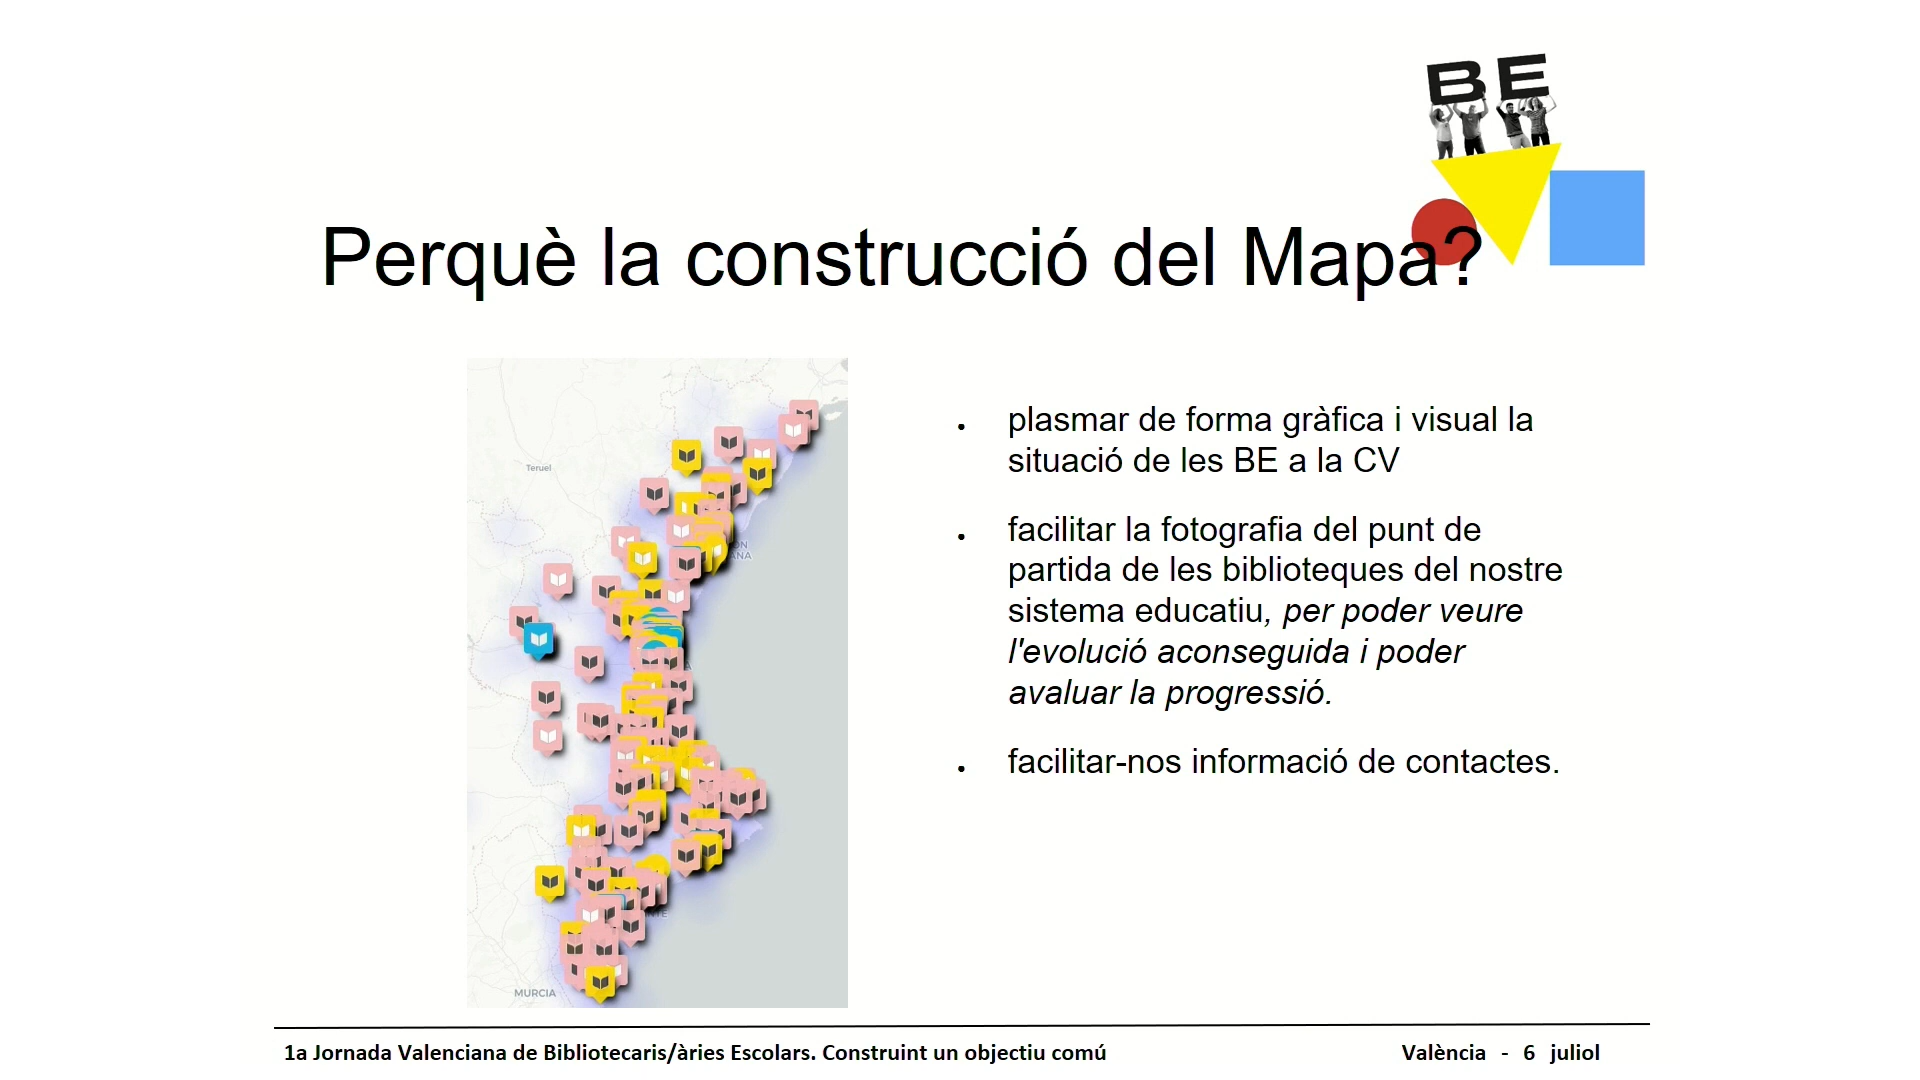 BE
Perquè la construcció del Mapa?
Teruel
MURCIA
. plasmar de forma gràfica i visual la
situació de les BE a la CV
. facilitar la fotografia del punt de
partida de les biblioteques del nostre
sistema educatiu, per poder veure
l'evolució aconseguida i poder
avaluar la progressió.
. facilitar-nos informació de contactes.
1a Jornada Valenciana de Bibliotecaris/àries Escolars. Construint un objectiu comú
València - 6 juliol